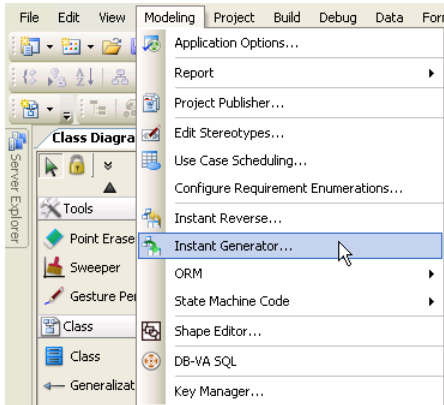 File Edit View Modeling Project Build Debug Data
Application Options...
Report
Project Publisher...
Class Diagra
Edit Stereotypes...
Server Explorer
Use Case Scheduling...
Configure Requirement Enumerations...
Tools
Instant Reverse...
Point Erase
Instant Generator...
Sweeper
ORM
Gesture Pe
State Machine Code
Class
Shape Editor...
Class
DB-VA SQL
Generalizat
Key Manager...